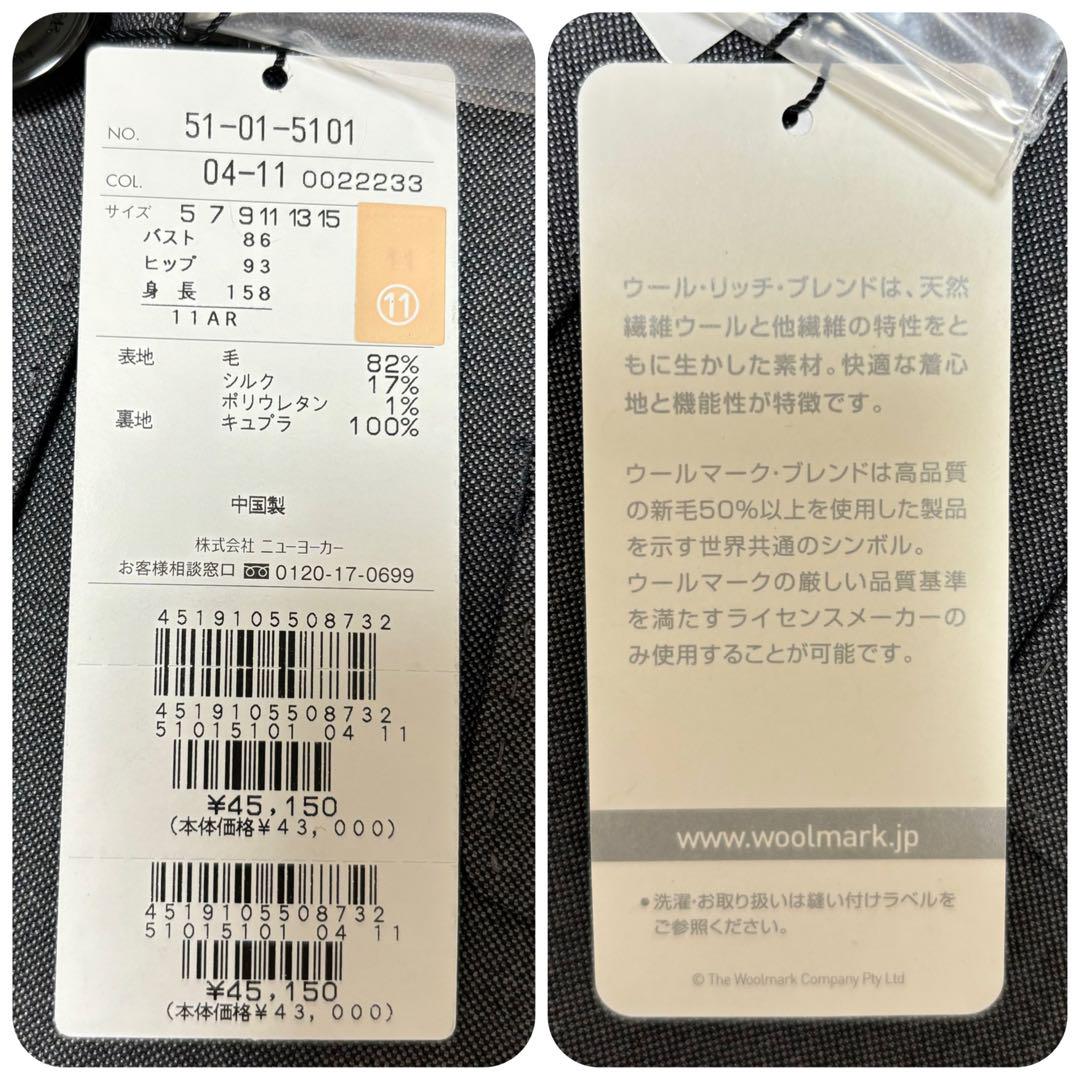 NO. 51-01-5101
COL. 04-11 0022233
サイズ 5 7 9 11 13 15
バスト 86
ヒップ 93
身長 158
11AR
11
⑪
表地 毛 82%
シルク 17%
ポリウレタン 1%
裏地 キュプラ 100%
中国製
株式会社 ニューヨーカー
お客様相談窓口 0120-17-0699
4519105508732
4519105508732
51015101 04 11
¥45,150
(本体価格¥43,000)
4519105508732
51015101 04 11
¥45,150
(本体価格¥43,000)
ウール・リッチ・ブレンドは、天然
繊維ウールと他繊維の特性をと
もに生かした素材。快適な着心
地と機能性が特徴です。
ウールマーク・ブレンドは高品質
の新毛50%以上を使用した製品
を示す世界共通のシンボル。
ウールマークの厳しい品質基準
を満たすライセンスメーカーの
み使用することが可能です。
www.woolmark.jp
●洗濯・お取り扱いは縫い付けラベルを
ご参照ください。
© The Woolmark Company Pty Ltd